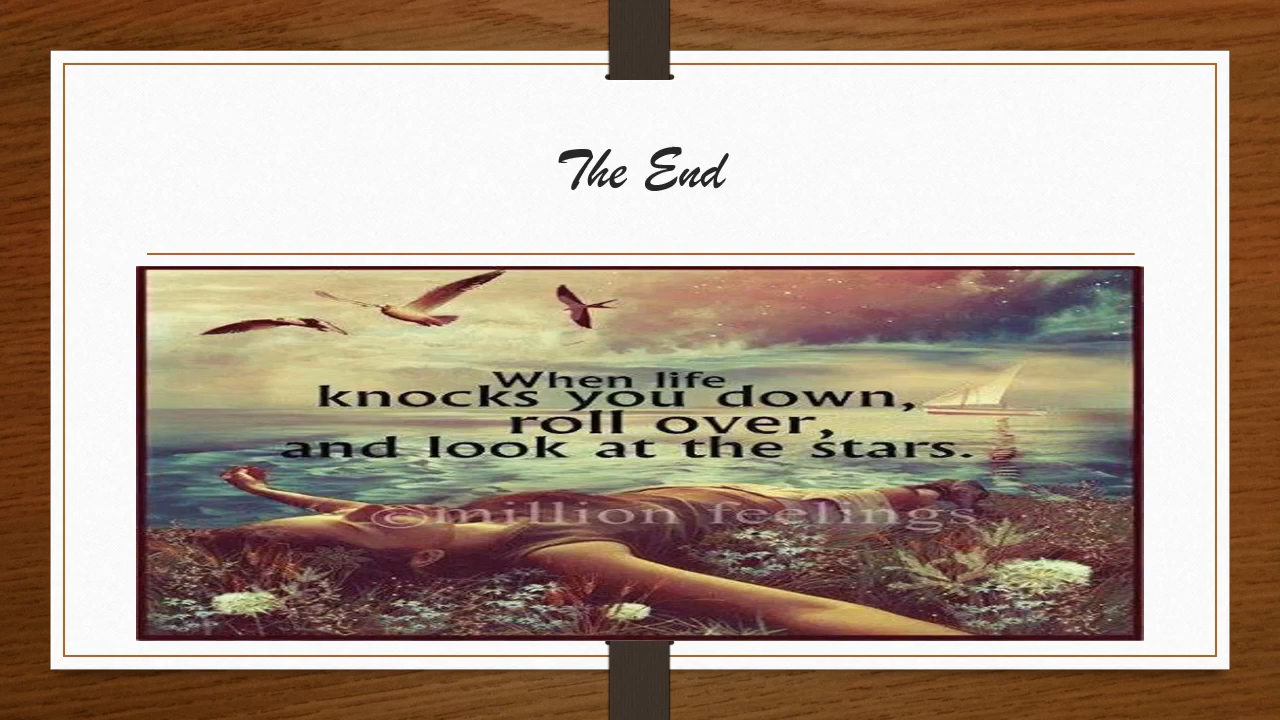 The End
When life
knocks you down,
roll over,
and look at the stars.
©million feelings